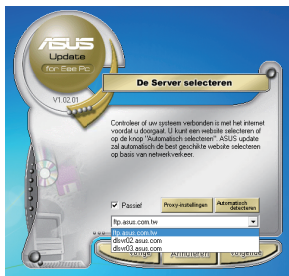 ASUS
Update
for Eee Pc
V1.02.01
De Server selecteren
Controleer of uw systeem verbonden is met het internet
voordat u doorgaat. U kunt een website selecteren of
op de knop "Automatisch selecteren". ASUS update
zal automatisch de best geschikte website selecteren
op basis van netwerkverkeer.
Passief
Proxy-instellingen
Automatisch
detecteren
ftp.asus.com.tw
ftp.asus.com.tw
dlsvr02.asus.com
dlsvr03.asus.com
Vorige
Annuleren
Volgende